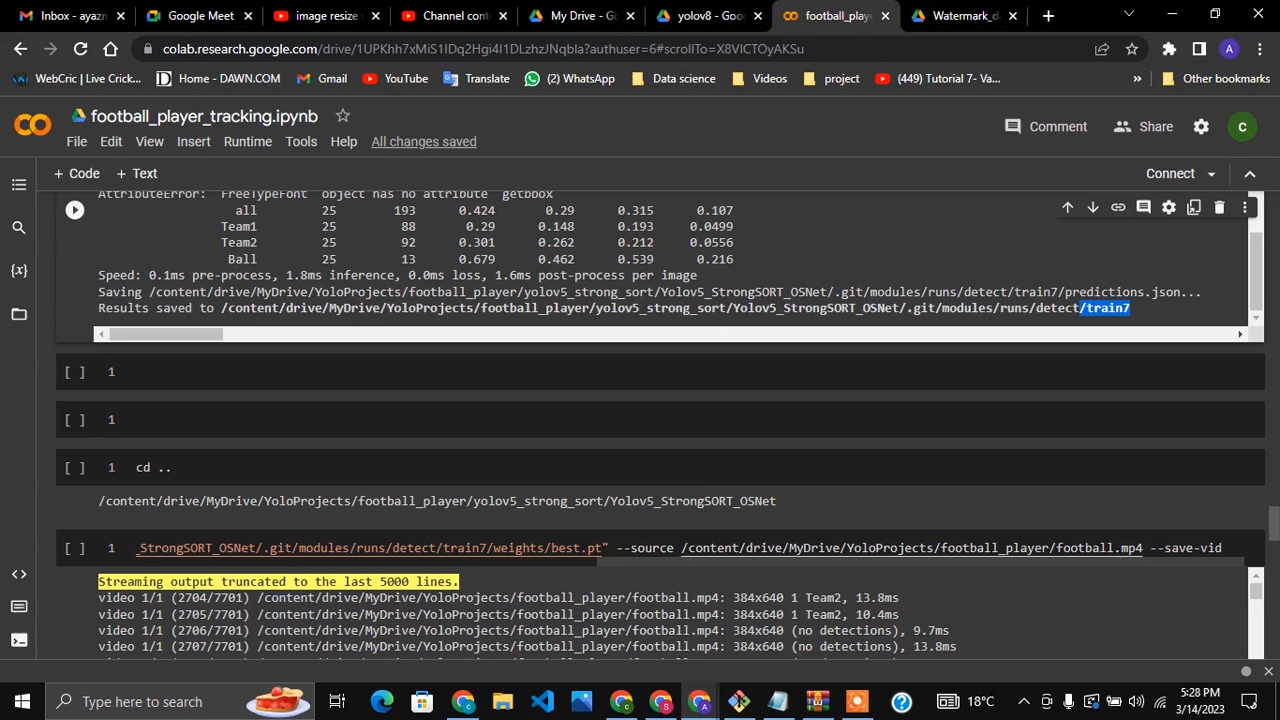 Inbox - ayazm
Google Meet
image resize
Channel cont
My Drive - Go
yolov8 - Goog
football_play
Watermark_d
colab.research.google.com/drive/1UPKhh7xMiS1IDq2Hgi4I1DLzhzJNqbla?authuser=6#scrollTo=X8VlCTOyAKSu
WebCric | Live Crick...
Home - DAWN.COM
Gmail
YouTube
Translate
(2) WhatsApp
Data science
Videos
project
(449) Tutorial 7- Va...
»
Other bookmarks
football_player_tracking.ipynb
Comment
Share
C
File Edit View Insert Runtime Tools Help All changes saved
+ Code + Text
Connect
AttributeError: FreeTypeFont object has no attribute getbbox
all 25 193 0.424 0.29 0.315 0.107
Team1 25 88 0.29 0.148 0.193 0.0499
Team2 25 92 0.301 0.262 0.212 0.0556
Ball 25 13 0.679 0.462 0.539 0.216
Speed: 0.1ms pre-process, 1.8ms inference, 0.0ms loss, 1.6ms post-process per image
Saving /content/drive/MyDrive/YoloProjects/football_player/yolov5_strong_sort/Yolov5_StrongSORT_OSNet/.git/modules/runs/detect/train7/predictions.json...
Results saved to /content/drive/MyDrive/YoloProjects/football_player/yolov5_strong_sort/Yolov5_StrongSORT_OSNet/.git/modules/runs/detect/train7
[ ] 1
[ ] 1
[ ] 1 cd ..
/content/drive/MyDrive/YoloProjects/football_player/yolov5_strong_sort/Yolov5_StrongSORT_OSNet
[ ] 1 _StrongSORT_OSNet/.git/modules/runs/detect/train7/weights/best.pt" --source /content/drive/MyDrive/YoloProjects/football_player/football.mp4 --save-vid
Streaming output truncated to the last 5000 lines.
video 1/1 (2704/7701) /content/drive/MyDrive/YoloProjects/football_player/football.mp4: 384x640 1 Team2, 13.8ms
video 1/1 (2705/7701) /content/drive/MyDrive/YoloProjects/football_player/football.mp4: 384x640 1 Team2, 10.4ms
video 1/1 (2706/7701) /content/drive/MyDrive/YoloProjects/football_player/football.mp4: 384x640 (no detections), 9.7ms
video 1/1 (2707/7701) /content/drive/MyDrive/YoloProjects/football_player/football.mp4: 384x640 (no detections), 13.8ms
Type here to search
18°C
5:28 PM
3/14/2023